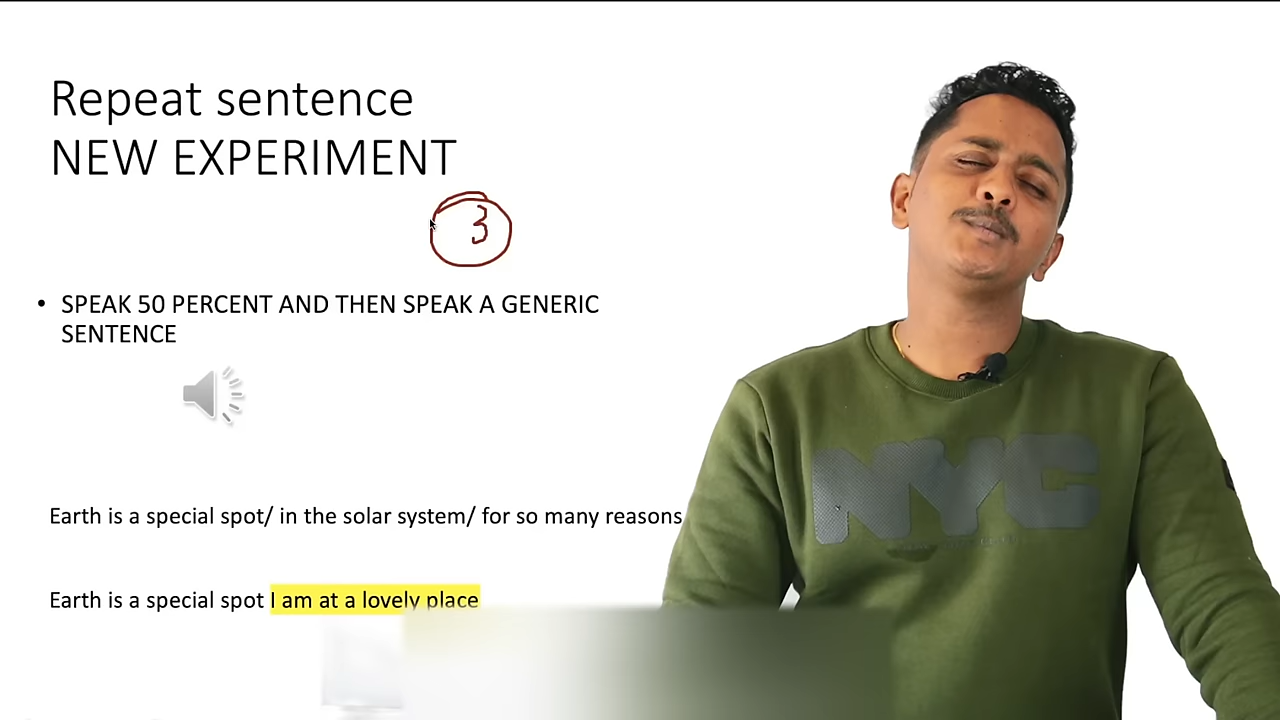 Repeat sentence
NEW EXPERIMENT
3
• SPEAK 50 PERCENT AND THEN SPEAK A GENERIC
SENTENCE
NYC
Earth is a special spot/ in the solar system/ for so many reasons
Earth is a special spot I am at a lovely place